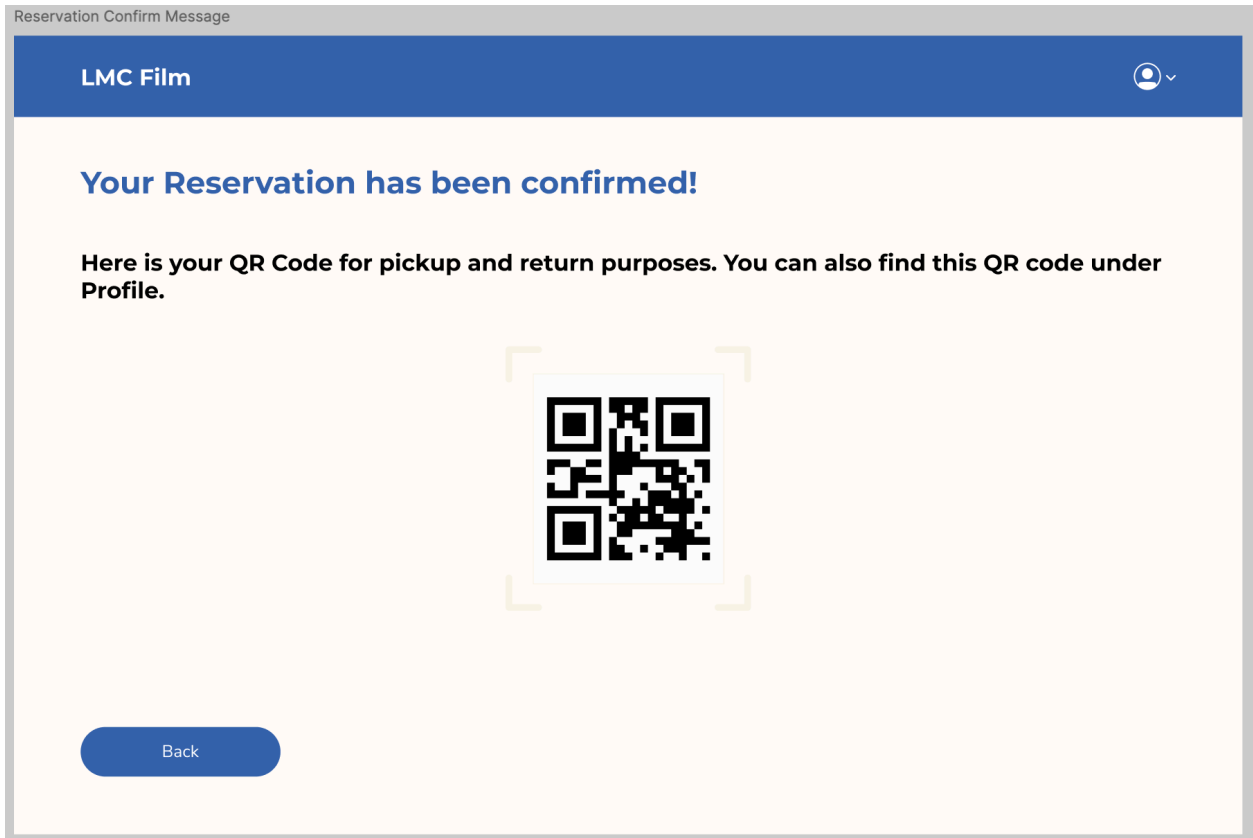 Reservation Confirm Message
LMC Film
Your Reservation has been confirmed!
Here is your QR Code for pickup and return purposes. You can also find this QR code under
Profile.
Back